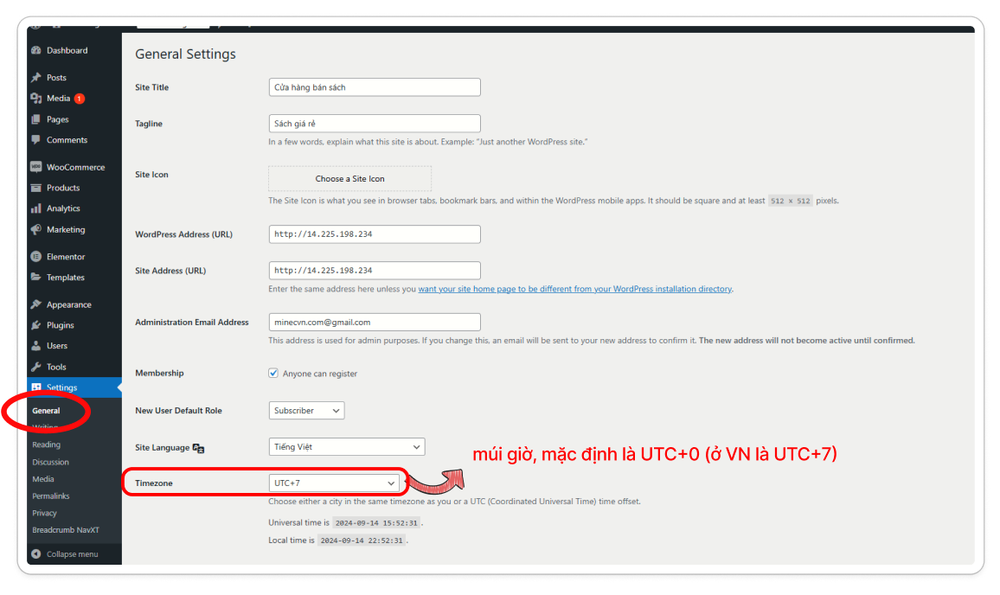 Dashboard
Posts
Media 1
Pages
Comments
WooCommerce
Products
Analytics
Marketing
Elementor
Templates
Appearance
Plugins
Users
Tools
Settings
General
Writing
Reading
Discussion
Media
Permalinks
Privacy
Breadcrumb NavXT
Collapse menu
General Settings
Site Title
Cửa hàng bán sách
Tagline
Sách giá rẻ
In a few words, explain what this site is about. Example: "Just another WordPress site."
Site Icon
Choose a Site Icon
The Site Icon is what you see in browser tabs, bookmark bars, and within the WordPress mobile apps. It should be square and at least 512 × 512 pixels.
WordPress Address (URL)
http://14.225.198.234
Site Address (URL)
http://14.225.198.234
Enter the same address here unless you want your site home page to be different from your WordPress installation directory.
Administration Email Address
minecvn.com@gmail.com
This address is used for admin purposes. If you change this, an email will be sent to your new address to confirm it. The new address will not become active until confirmed.
Membership
Anyone can register
New User Default Role
Subscriber
Site Language
Tiếng Việt
múi giờ, mặc định là UTC+0 (ở VN là UTC+7)
Timezone
UTC+7
Choose either a city in the same timezone as you or a UTC (Coordinated Universal Time) time offset.
Universal time is 2024-09-14 15:52:31 .
Local time is 2024-09-14 22:52:31 .